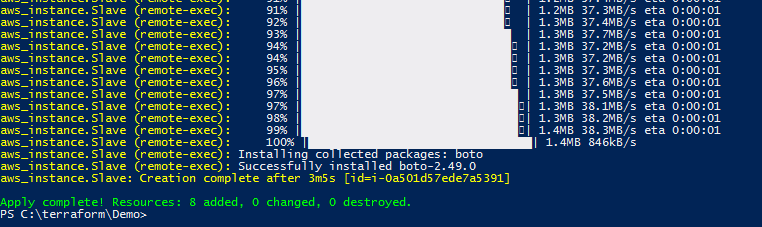 aws_instance.Slave (remote-exec): 91% | | 1.2MB 37.3MB/s eta 0:00:01
aws_instance.Slave (remote-exec): 92% | | 1.3MB 37.4MB/s eta 0:00:01
aws_instance.Slave (remote-exec): 93% | | 1.3MB 37.7MB/s eta 0:00:01
aws_instance.Slave (remote-exec): 94% | | 1.3MB 37.2MB/s eta 0:00:01
aws_instance.Slave (remote-exec): 94% | | 1.3MB 37.2MB/s eta 0:00:01
aws_instance.Slave (remote-exec): 95% | | 1.3MB 37.3MB/s eta 0:00:01
aws_instance.Slave (remote-exec): 96% | | 1.3MB 37.6MB/s eta 0:00:01
aws_instance.Slave (remote-exec): 97% | | 1.3MB 37.5MB/s eta 0:00:01
aws_instance.Slave (remote-exec): 97% | | 1.3MB 38.1MB/s eta 0:00:01
aws_instance.Slave (remote-exec): 98% | | 1.3MB 38.2MB/s eta 0:00:01
aws_instance.Slave (remote-exec): 99% | | 1.4MB 38.3MB/s eta 0:00:01
aws_instance.Slave (remote-exec): 100% | | 1.4MB 846kB/s
aws_instance.Slave (remote-exec): Installing collected packages: boto
aws_instance.Slave (remote-exec): Successfully installed boto-2.49.0
aws_instance.Slave: Creation complete after 3m5s [id=i-0a501d57ede7a5391]
Apply complete! Resources: 8 added, 0 changed, 0 destroyed.
PS C:\terraform\Demo>